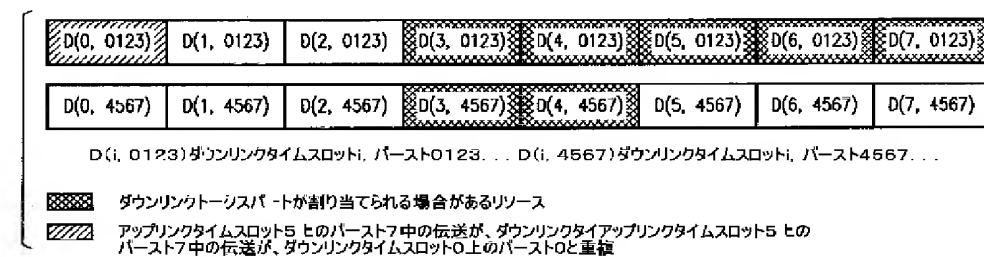 D(0, 0123) D(1, 0123) D(2, 0123) D(3, 0123) D(4, 0123) D(5, 0123) D(6, 0123) D(7, 0123)
D(0, 4567) D(1, 4567) D(2, 4567) D(3, 4567) D(4, 4567) D(5, 4567) D(6, 4567) D(7, 4567)
D(i, 0123)ダウンリンクタイムスロットi, バースト0123... D(i, 4567)ダウンリンクタイムスロットi, バースト4567...
ダウンリンクトーンスパートが割り当てられる場合があるリソース
アップリンクタイムスロット5 上のバースト7中の伝送が、ダウンリンクタイアップリンクタイムスロット5 上の
バースト7中の伝送が、ダウンリンクタイムスロット0上のバースト0と重複